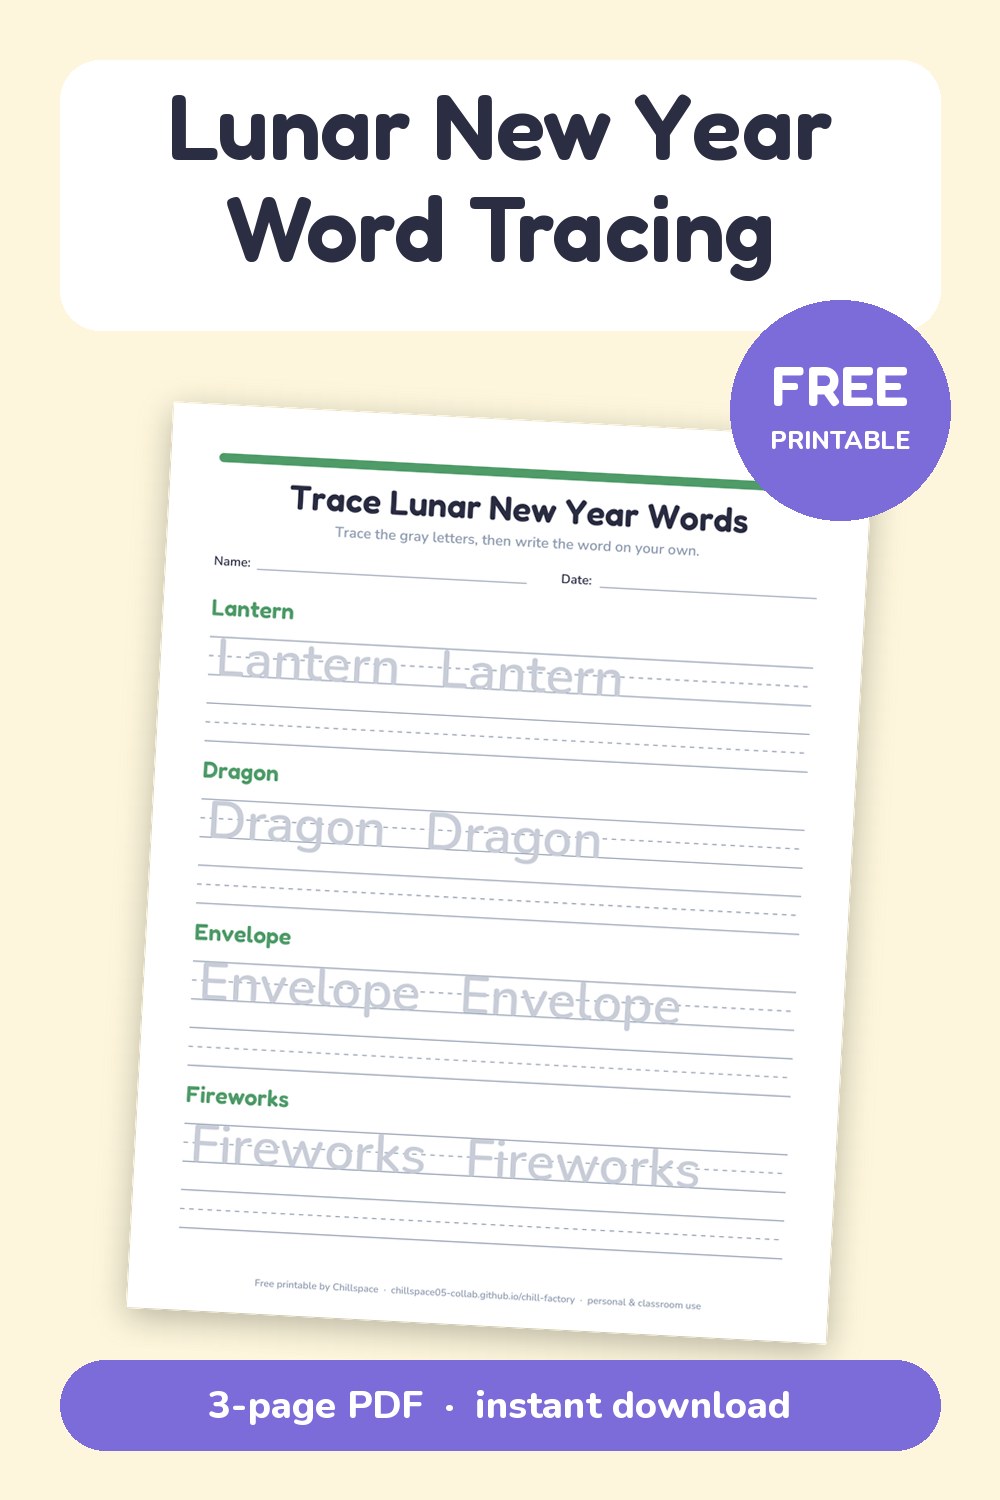 Lunar New Year
Word Tracing
FREE
PRINTABLE
Trace Lunar New Year Words
Trace the gray letters, then write the word on your own.
Name: Date:
Lantern
Lantern Lantern
Dragon
Dragon Dragon
Envelope
Envelope Envelope
Fireworks
Fireworks Fireworks
Free printable by Chillspace · chillspace05-collab.github.io/chill-factory · personal & classroom use
3-page PDF · instant download